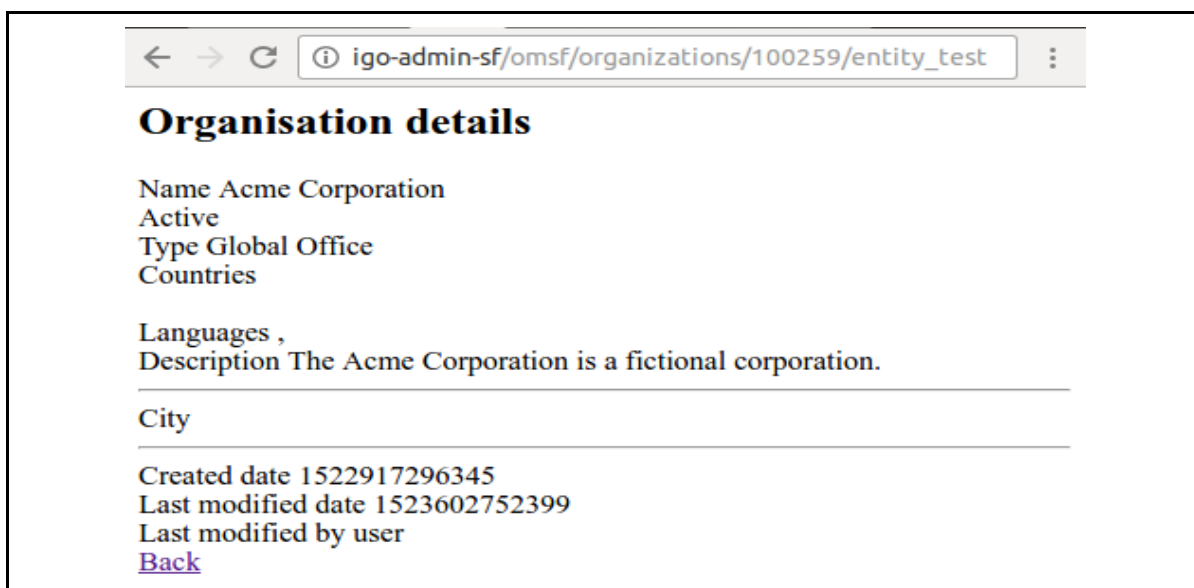 igo-admin-sf/omsf/organizations/100259/entity_test
Organisation details
Name Acme Corporation
Active
Type Global Office
Countries
Languages ,
Description The Acme Corporation is a fictional corporation.
City
Created date 1522917296345
Last modified date 1523602752399
Last modified by user
Back